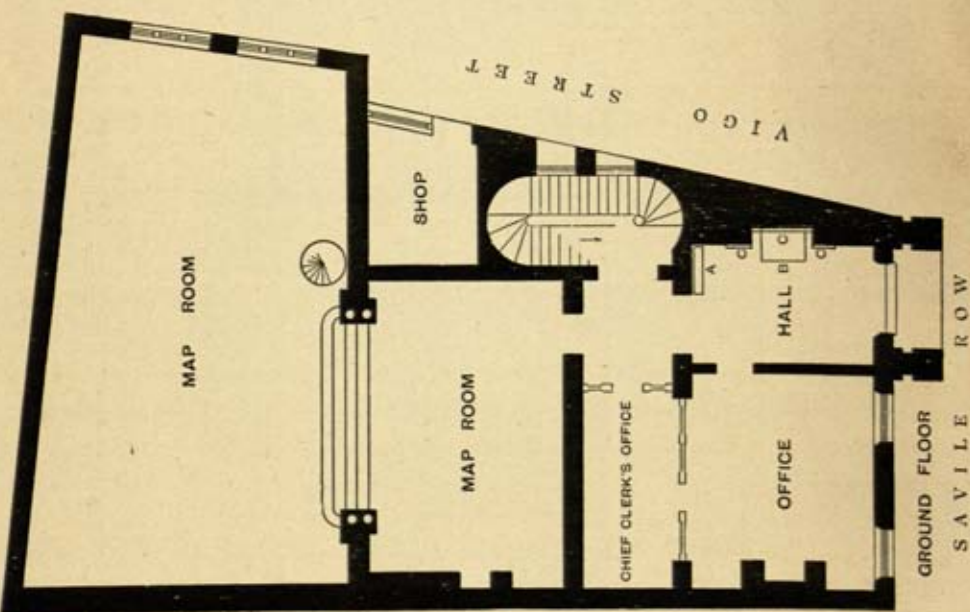 VIGO STREET
MAP ROOM
SHOP
MAP ROOM
A
HALL
B
C
CHIEF CLERK'S OFFICE
OFFICE
GROUND FLOOR
SAVILE ROW